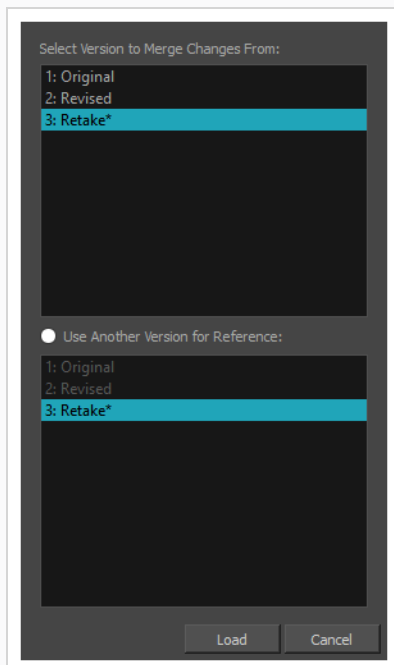 Select Version to Merge Changes From:
1: Original
2: Revised
3: Retake*
Use Another Version for Reference:
1: Original
2: Revised
3: Retake*
Load
Cancel